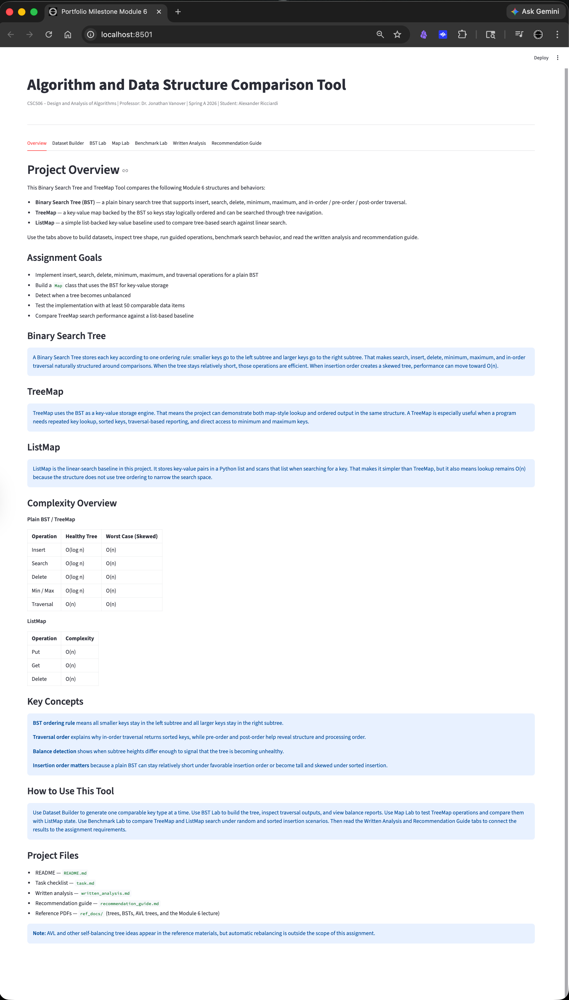 Portfolio Milestone Module 6
Ask Gemini
localhost:8501
Deploy
Algorithm and Data Structure Comparison Tool
CSC506 – Design and Analysis of Algorithms | Professor: Dr. Jonathan Vanover | Spring A 2026 | Student: Alexander Ricciardi
Overview Dataset Builder BST Lab Map Lab Benchmark Lab Written Analysis Recommendation Guide
Project Overview
This Binary Search Tree and TreeMap Tool compares the following Module 6 structures and behaviors:
• Binary Search Tree (BST) — a plain binary search tree that supports insert, search, delete, minimum, maximum, and in-order / pre-order / post-order traversal.
• TreeMap — a key-value map backed by the BST so keys stay logically ordered and can be searched through tree navigation.
• ListMap — a simple list-backed key-value baseline used to compare tree-based search against linear search.
Use the tabs above to build datasets, inspect tree shape, run guided operations, benchmark search behavior, and read the written analysis and recommendation guide.
Assignment Goals
• Implement insert, search, delete, minimum, maximum, and traversal operations for a plain BST
• Build a Map class that uses the BST for key-value storage
• Detect when a tree becomes unbalanced
• Test the implementation with at least 50 comparable data items
• Compare TreeMap search performance against a list-based baseline
Binary Search Tree
A Binary Search Tree stores each key according to one ordering rule: smaller keys go to the left subtree and larger keys go to the right subtree. That makes search, insert, delete, minimum, maximum, and in-order
traversal naturally structured around comparisons. When the tree stays relatively short, those operations are efficient. When insertion order creates a skewed tree, performance can move toward O(n).
TreeMap
TreeMap uses the BST as a key-value storage engine. That means the project can demonstrate both map-style lookup and ordered output in the same structure. A TreeMap is especially useful when a program
needs repeated key lookup, sorted keys, traversal-based reporting, and direct access to minimum and maximum keys.
ListMap
ListMap is the linear-search baseline in this project. It stores key-value pairs in a Python list and scans that list when searching for a key. That makes it simpler than TreeMap, but it also means lookup remains O(n)
because the structure does not use tree ordering to narrow the search space.
Complexity Overview
Plain BST / TreeMap
Operation Healthy Tree Worst Case (Skewed)
Insert O(log n) O(n)
Search O(log n) O(n)
Delete O(log n) O(n)
Min / Max O(log n) O(n)
Traversal O(n) O(n)
ListMap
Operation Complexity
Put O(n)
Get O(n)
Delete O(n)
Key Concepts
BST ordering rule means all smaller keys stay in the left subtree and all larger keys stay in the right subtree.
Traversal order explains why in-order traversal returns sorted keys, while pre-order and post-order help reveal structure and processing order.
Balance detection shows when subtree heights differ enough to signal that the tree is becoming unhealthy.
Insertion order matters because a plain BST can stay relatively short under favorable insertion order or become tall and skewed under sorted insertion.
How to Use This Tool
Use Dataset Builder to generate one comparable key type at a time. Use BST Lab to build the tree, inspect traversal outputs, and view balance reports. Use Map Lab to test TreeMap operations and compare them
with ListMap state. Use Benchmark Lab to compare TreeMap and ListMap search under random and sorted insertion scenarios. Then read the Written Analysis and Recommendation Guide tabs to connect the
results to the assignment requirements.
Project Files
• README — README.md
• Task checklist — task.md
• Written analysis — written_analysis.md
• Recommendation guide — recommendation_guide.md
• Reference PDFs — ref_docs/ (trees, BSTs, AVL trees, and the Module 6 lecture)
Note: AVL and other self-balancing tree ideas appear in the reference materials, but automatic rebalancing is outside the scope of this assignment.